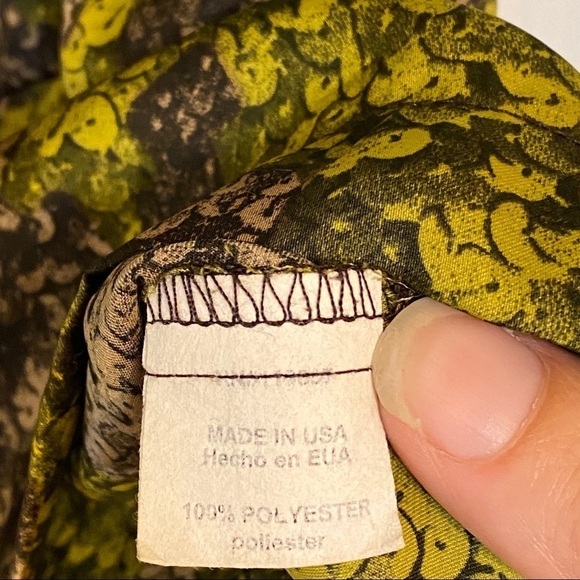 MADE IN USA
Hecho en EUA
100% POLYESTER
poliester